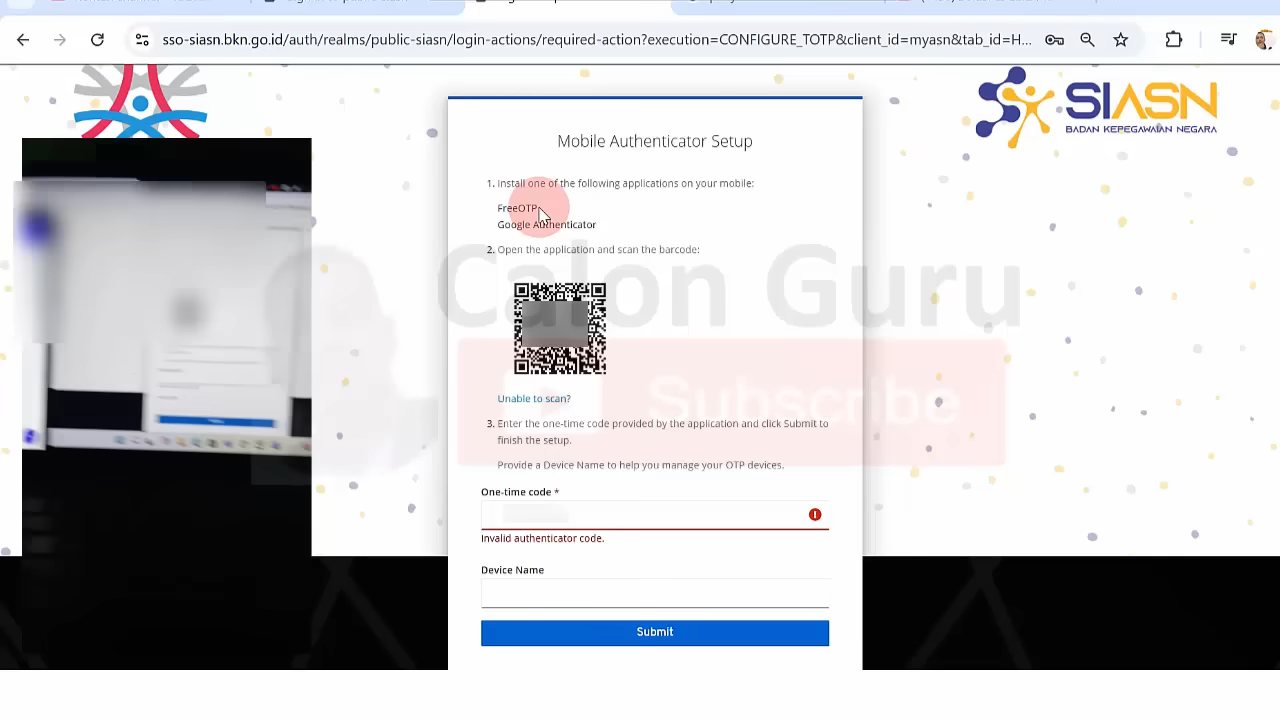 sso-siasn.bkn.go.id/auth/realms/public-siasn/login-actions/required-action?execution=CONFIGURE_TOTP&client_id=myasn&tab_id=H...
SIASN
BADAN KEPEGAWAIAN NEGARA
Mobile Authenticator Setup
1. Install one of the following applications on your mobile:
FreeOTP
Google Authenticator
2. Open the application and scan the barcode:
Calon Guru
Unable to scan?
Subscribe
3. Enter the one-time code provided by the application and click Submit to
finish the setup.
Provide a Device Name to help you manage your OTP devices.
One-time code *
Invalid authenticator code.
Device Name
Submit